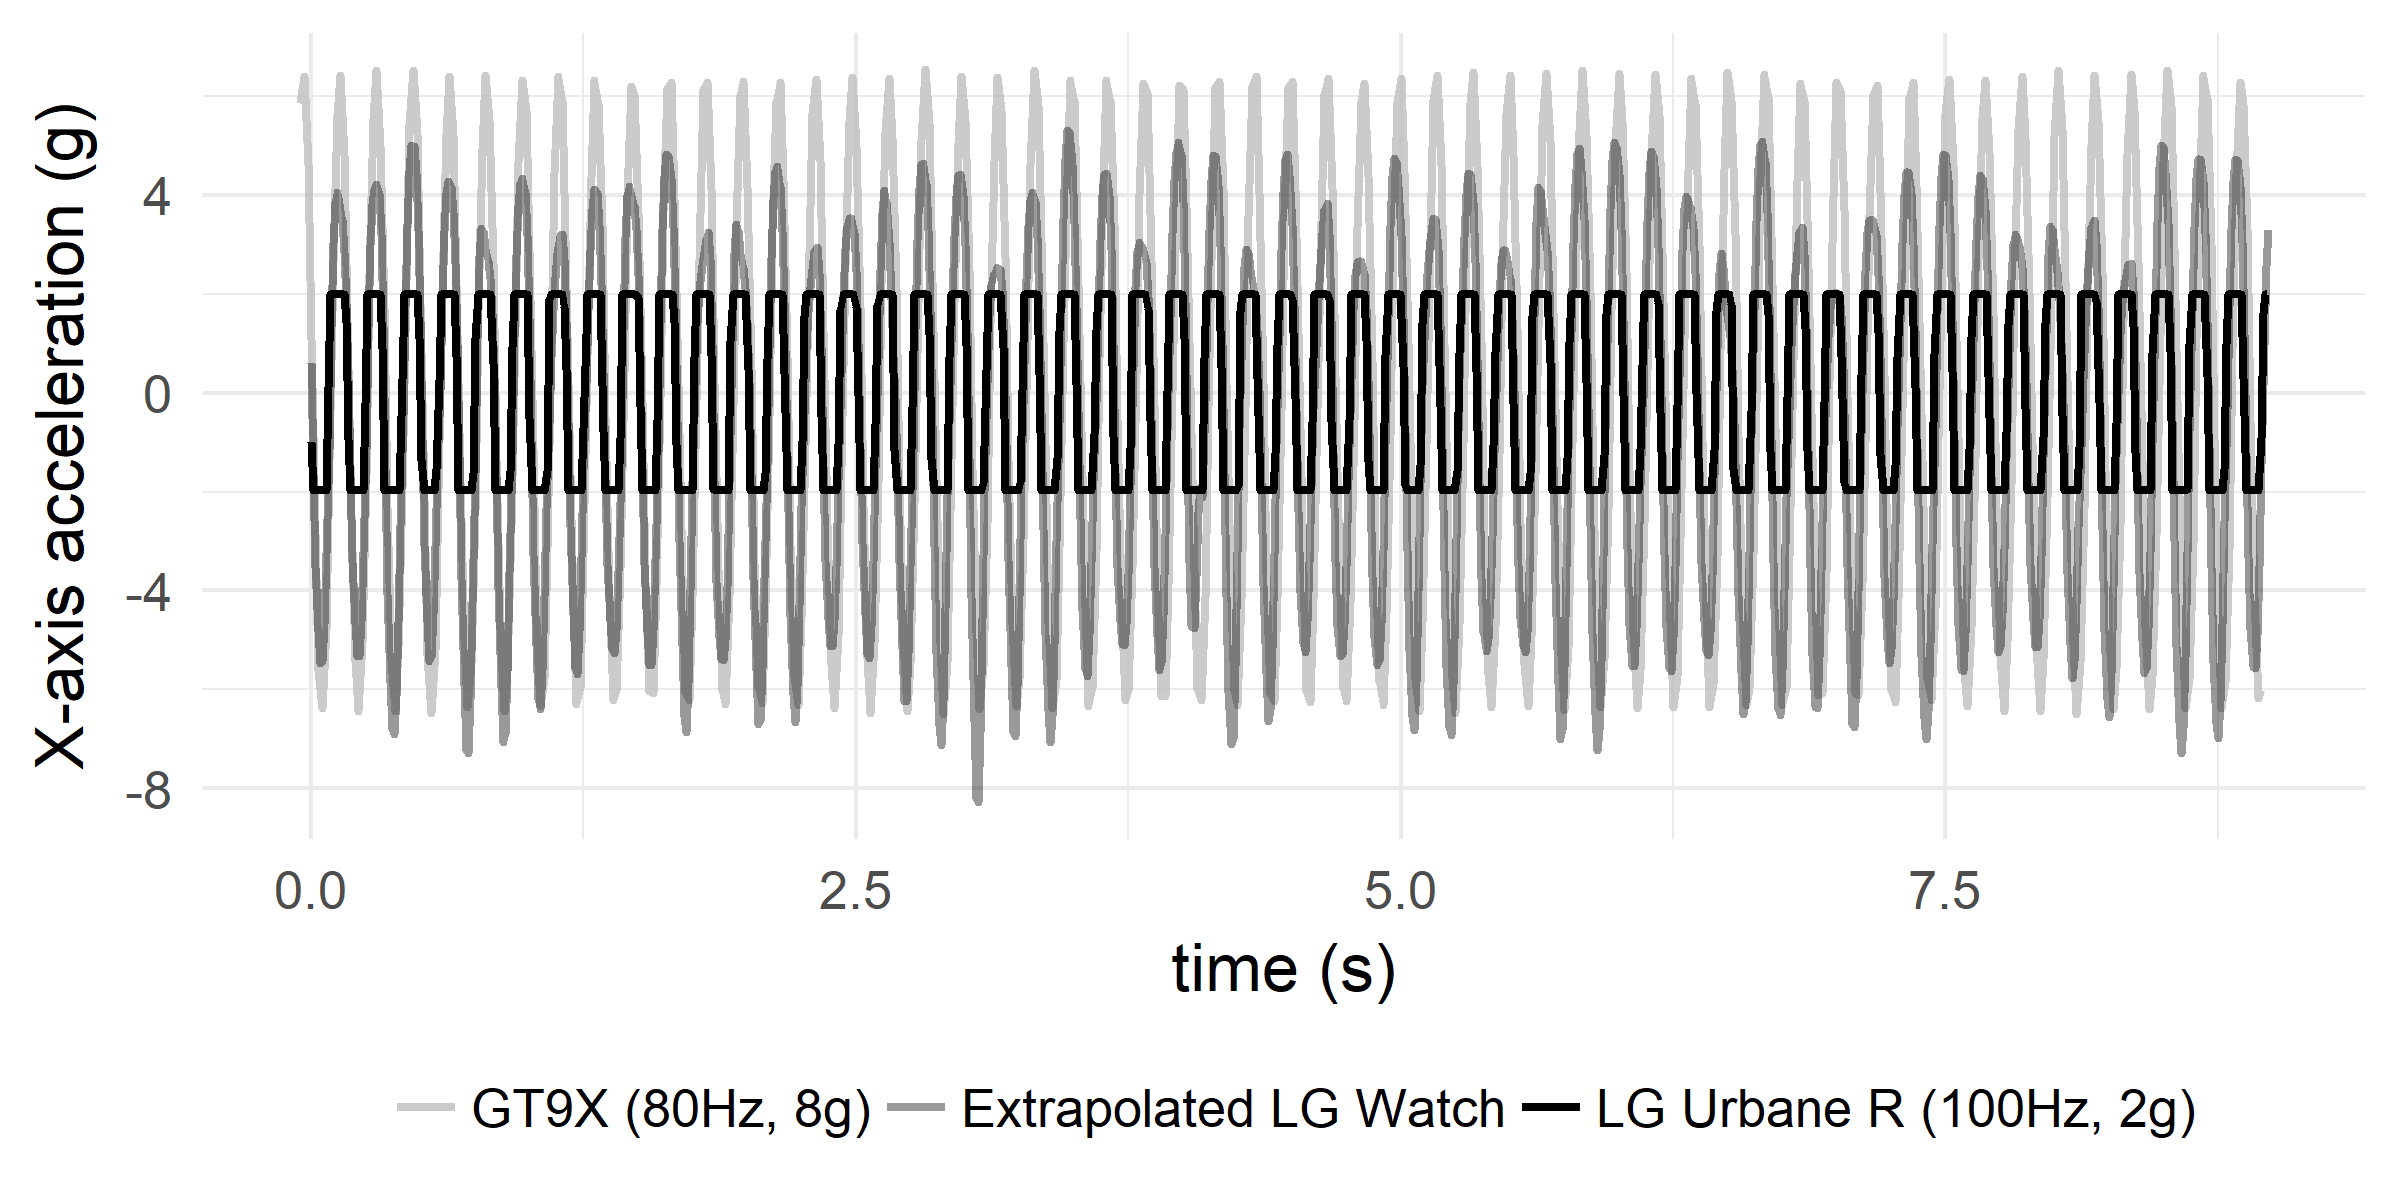 X-axis acceleration (g)
4
0
-4
-8
0.0 2.5 5.0 7.5
time (s)
GT9X (80Hz, 8g) Extrapolated LG Watch LG Urbane R (100Hz, 2g)